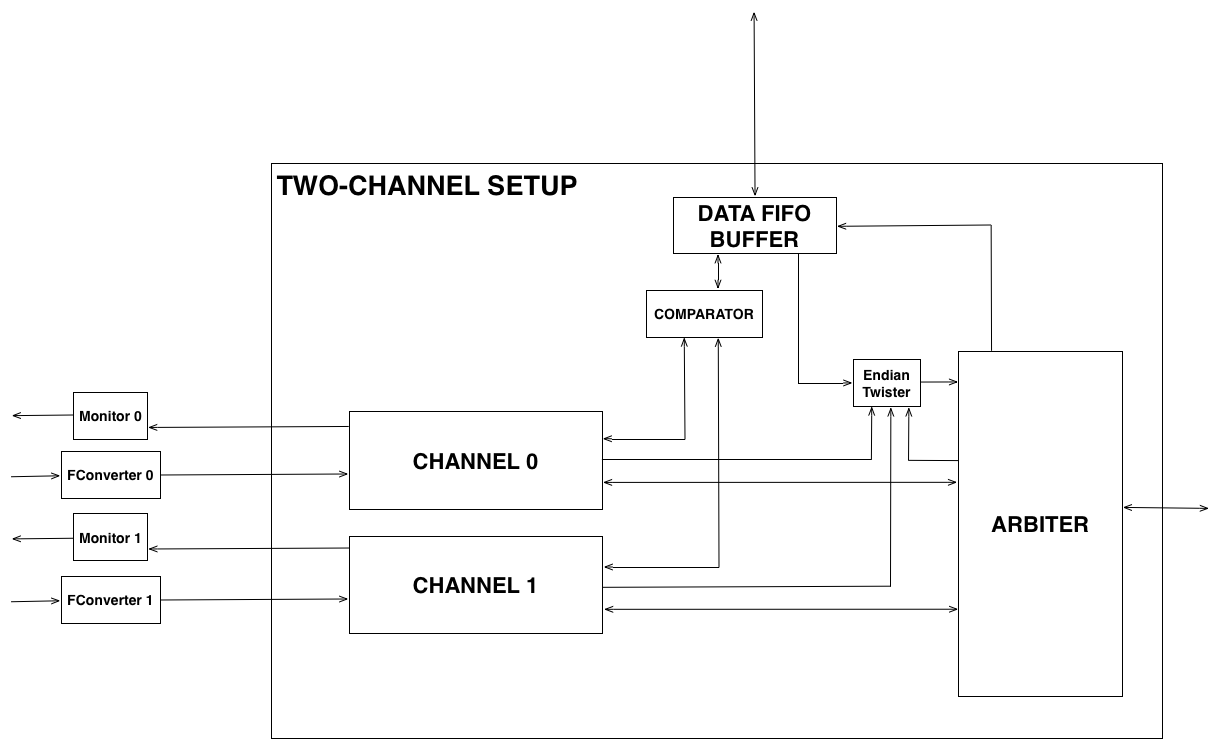 TWO-CHANNEL SETUP
DATA FIFO
BUFFER
COMPARATOR
Endian
Twister
Monitor 0
FConverter 0
CHANNEL 0
Monitor 1
FConverter 1
CHANNEL 1
ARBITER